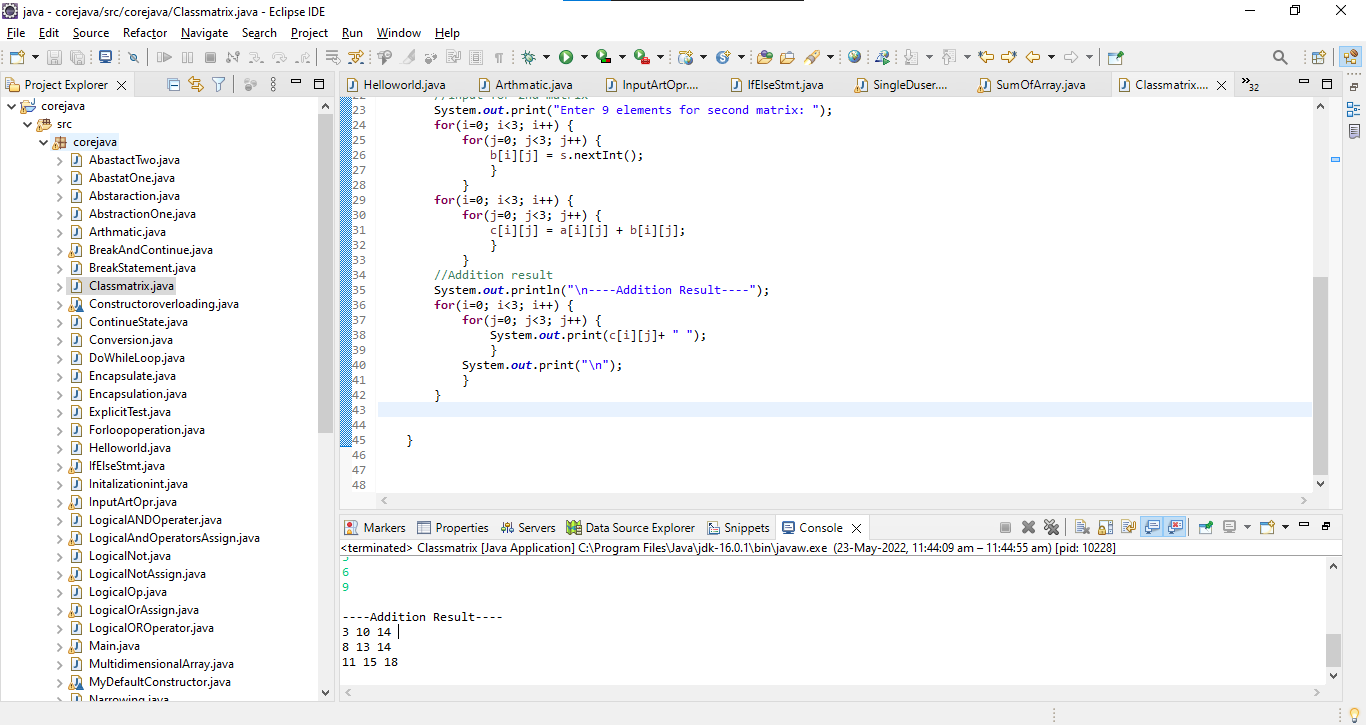 java - corejava/src/corejava/Classmatrix.java - Eclipse IDE
File Edit Source Refactor Navigate Search Project Run Window Help
Project Explorer
Helloworld.java Arthmatic.java InputArtOpr.... IfElseStmt.java SingleDuser.... SumOfArray.java Classmatrix.... »32
corejava
src
corejava
AbastactTwo.java
AbastatOne.java
Abstaraction.java
AbstractionOne.java
Arthmatic.java
BreakAndContinue.java
BreakStatement.java
Classmatrix.java
Constructoroverloading.java
ContinueState.java
Conversion.java
DoWhileLoop.java
Encapsulate.java
Encapsulation.java
ExplicitTest.java
Forloopoperation.java
Helloworld.java
IfElseStmt.java
Initalizationint.java
InputArtOpr.java
LogicalANDOperater.java
LogicalAndOperatorsAssign.java
LogicalNot.java
LogicalNotAssign.java
LogicalOp.java
LogicalOrAssign.java
LogicalOROperator.java
Main.java
MultidimensionalArray.java
MyDefaultConstructor.java
Narrowing.java
22 //Input for 2nd matrix
23 System.out.print("Enter 9 elements for second matrix: ");
24 for(i=0; i<3; i++) {
25 for(j=0; j<3; j++) {
26 b[i][j] = s.nextInt();
27 }
28 }
29 for(i=0; i<3; i++) {
30 for(j=0; j<3; j++) {
31 c[i][j] = a[i][j] + b[i][j];
32 }
33 }
34 //Addition result
35 System.out.println("\n----Addition Result----");
36 for(i=0; i<3; i++) {
37 for(j=0; j<3; j++) {
38 System.out.print(c[i][j]+ " ");
39 }
40 System.out.print("\n");
41 }
42 }
43
44
45 }
46
47
48
Markers Properties Servers Data Source Explorer Snippets Console
<terminated> Classmatrix [Java Application] C:\Program Files\Java\jdk-16.0.1\bin\javaw.exe (23-May-2022, 11:44:09 am – 11:44:55 am) [pid: 10228]
6
9
----Addition Result----
3 10 14
8 13 14
11 15 18